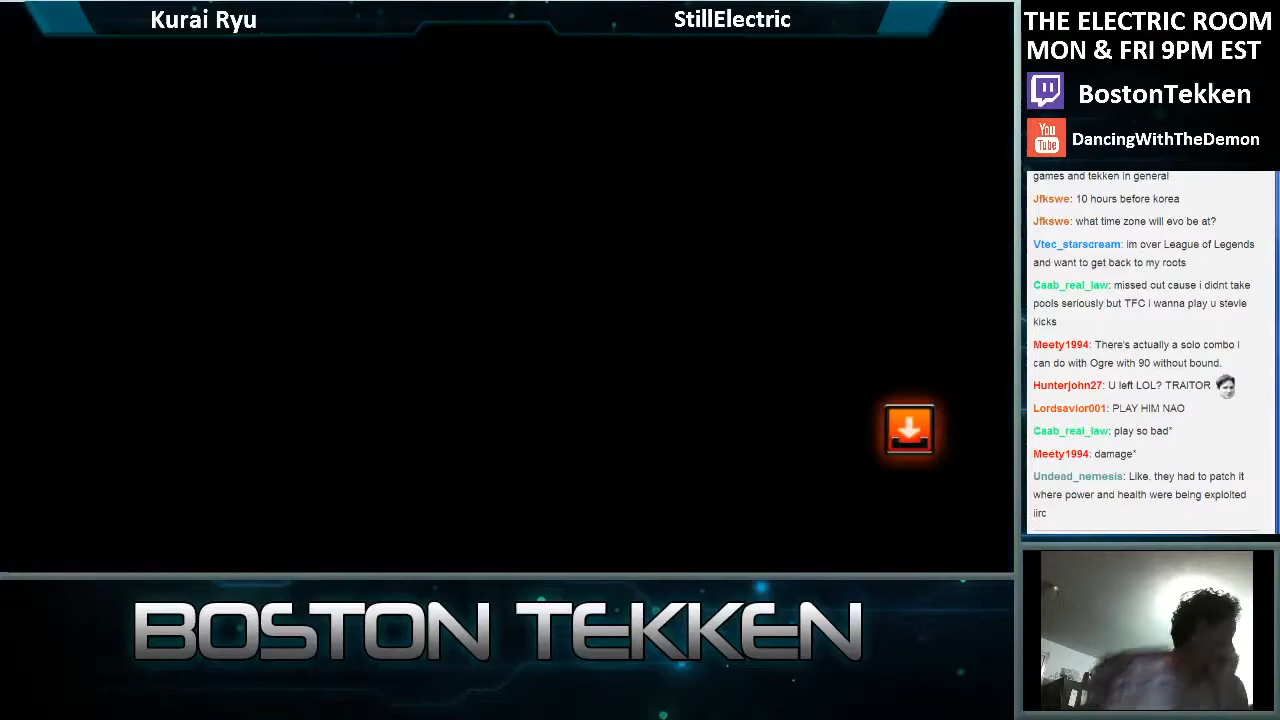 Kurai Ryu
StillElectric
THE ELECTRIC ROOM
MON & FRI 9PM EST
BostonTekken
You
Tube
DancingWithTheDemon
games and tekken in general
Jfkswe: 10 hours before korea
Jfkswe: what time zone will evo be at?
Vtec_starscream: im over League of Legends
and want to get back to my roots
Caab_real_law: missed out cause i didnt take
pools seriously but TFC i wanna play u stevie
kicks
Meety1994: There's actually a solo combo I
can do with Ogre with 90 without bound.
Hunterjohn27: U left LOL? TRAITOR
Lordsavior001: PLAY HIM NAO
Caab_real_law: play so bad*
Meety1994: damage*
Undead_nemesis: Like, they had to patch it
where power and health were being exploited
iirc
BOSTON TEKKEN